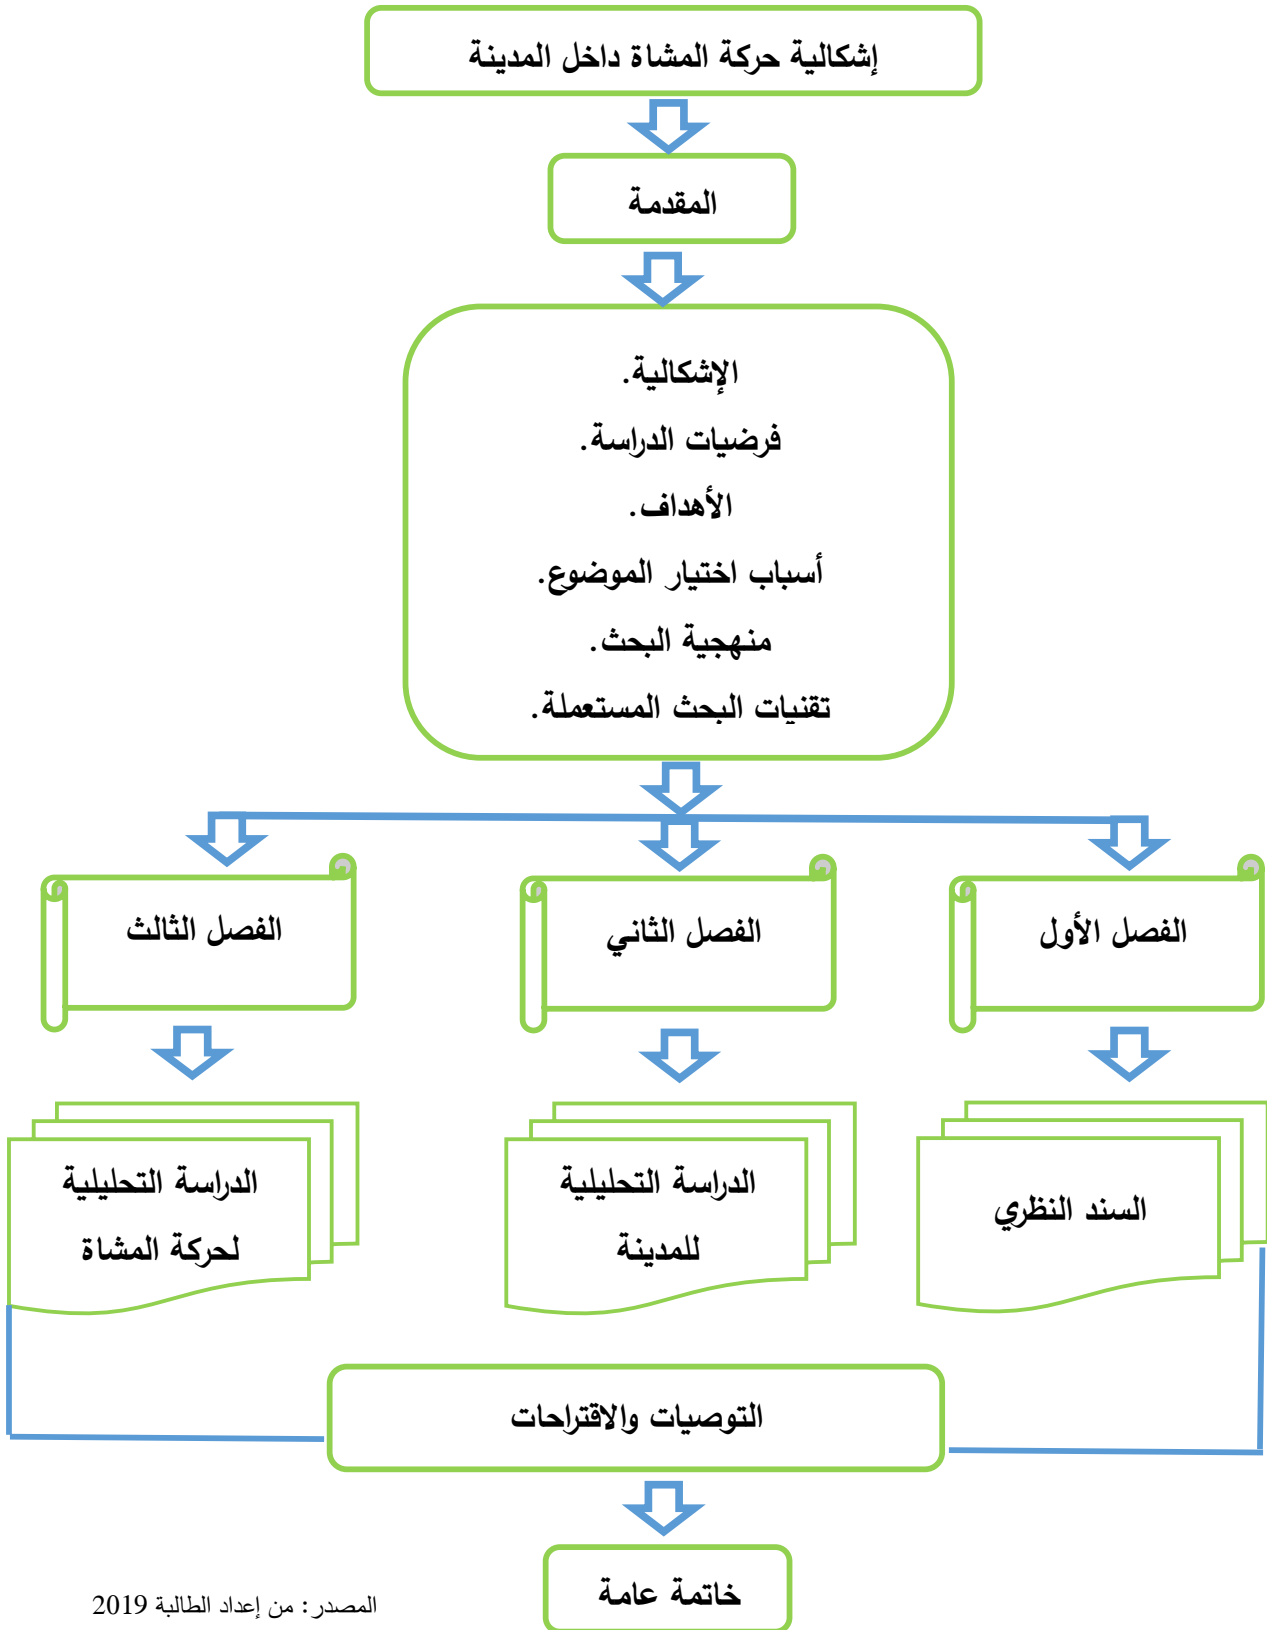 إشكالية حركة المشاة داخل المدينة
المقدمة
الإشكالية.
فرضيات الدراسة.
الأهداف.
أسباب اختيار الموضوع.
منهجية البحث.
تقنيات البحث المستعملة.
الفصل الأول
الفصل الثاني
الفصل الثالث
السند النظري
الدراسة التحليلية
للمدينة
الدراسة التحليلية
لحركة المشاة
التوصيات والاقتراحات
خاتمة عامة
المصدر: من إعداد الطالبة 2019